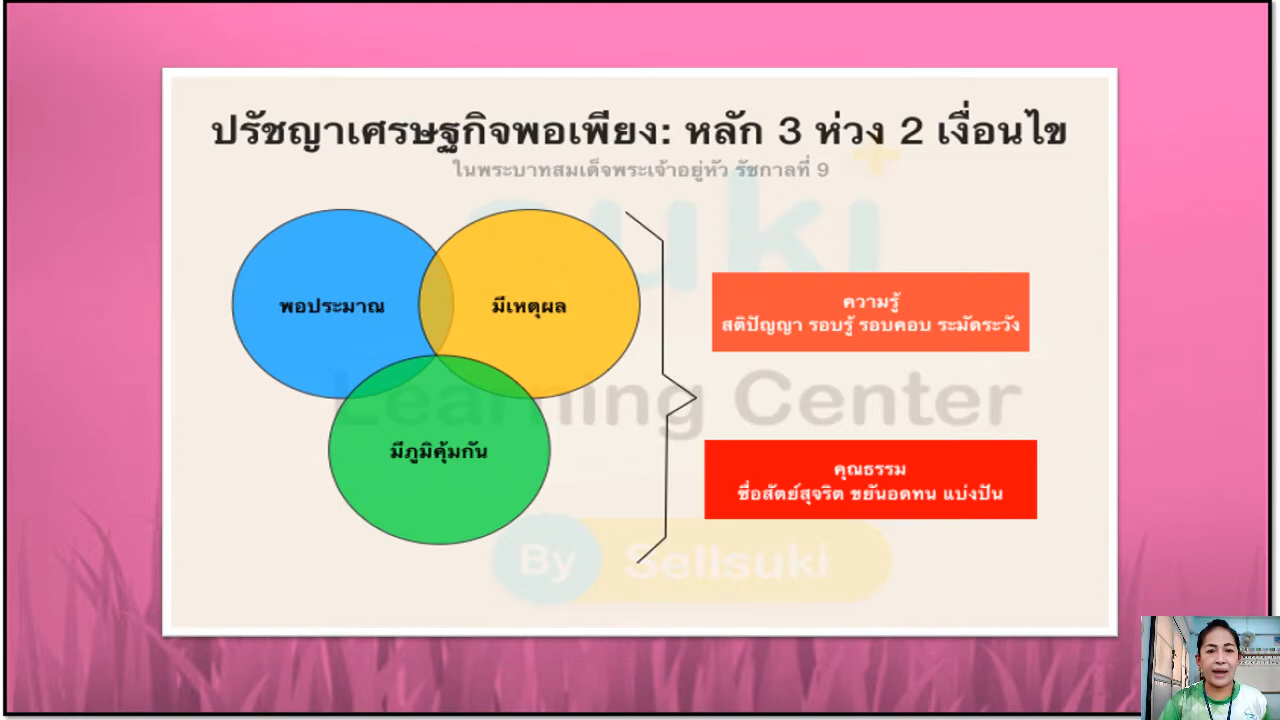 ปรัชญาเศรษฐกิจพอเพียง: หลัก 3 ห่วง 2 เงื่อนไข
ในพระบาทสมเด็จพระเจ้าอยู่หัว รัชกาลที่ 9
พอประมาณ
มีเหตุผล
มีภูมิคุ้มกัน
ความรู้
สติปัญญา รอบรู้ รอบคอบ ระมัดระวัง
คุณธรรม
ซื่อสัตย์สุจริต ขยันอดทน แบ่งปัน
suki
Learning Center
By Sellsuki